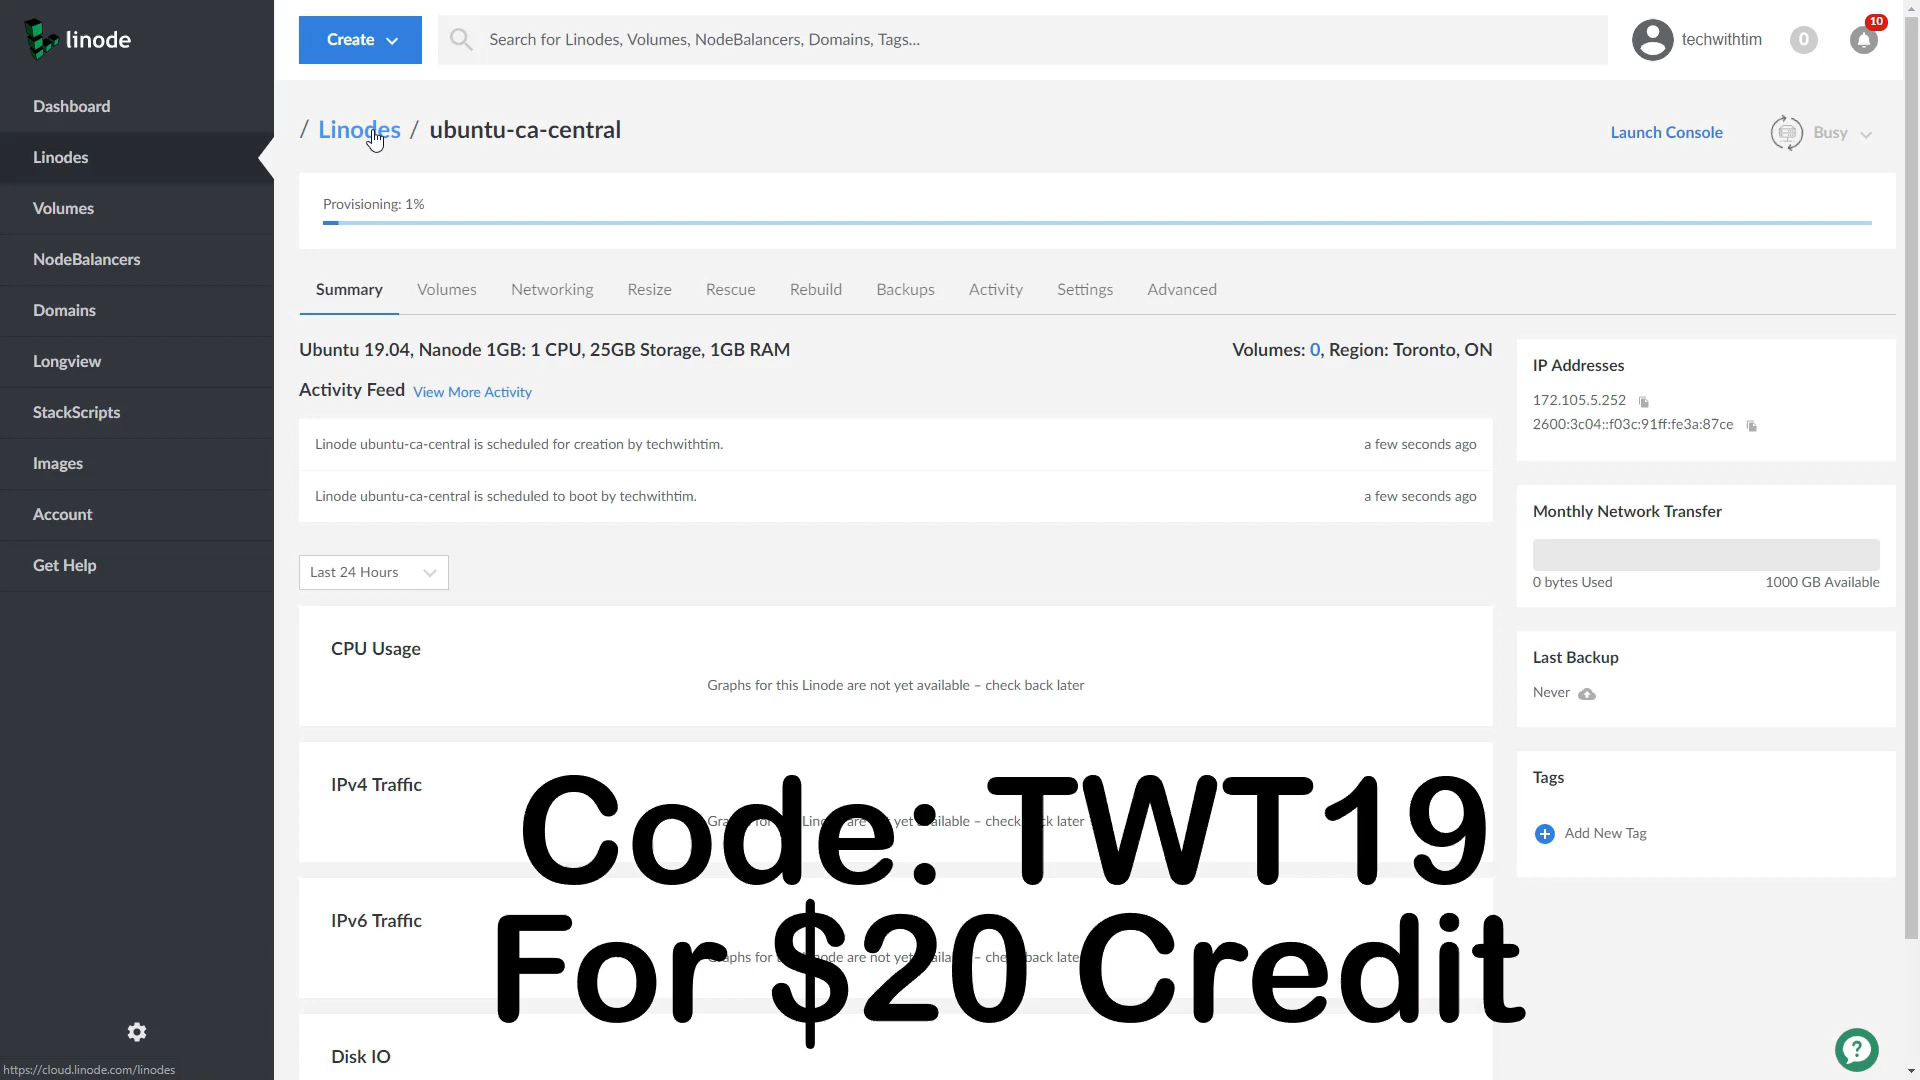 linode
Create
Search for Linodes, Volumes, NodeBalancers, Domains, Tags...
techwithtim
0
10
Dashboard
Linodes
Volumes
NodeBalancers
Domains
Longview
StackScripts
Images
Account
Get Help
https://cloud.linode.com/linodes
/ Linodes / ubuntu-ca-central
Launch Console
Busy
Provisioning: 1%
Summary
Volumes
Networking
Resize
Rescue
Rebuild
Backups
Activity
Settings
Advanced
Ubuntu 19.04, Nanode 1GB: 1 CPU, 25GB Storage, 1GB RAM
Volumes: 0, Region: Toronto, ON
Activity Feed View More Activity
Linode ubuntu-ca-central is scheduled for creation by techwithtim.
a few seconds ago
Linode ubuntu-ca-central is scheduled to boot by techwithtim.
a few seconds ago
Last 24 Hours
CPU Usage
Graphs for this Linode are not yet available – check back later
IPv4 Traffic
IPv6 Traffic
Disk IO
Code: TWT19
For $20 Credit
IP Addresses
172.105.5.252
2600:3c04::f03c:91ff:fe3a:87ce
Monthly Network Transfer
0 bytes Used
1000 GB Available
Last Backup
Never
Tags
Add New Tag
?